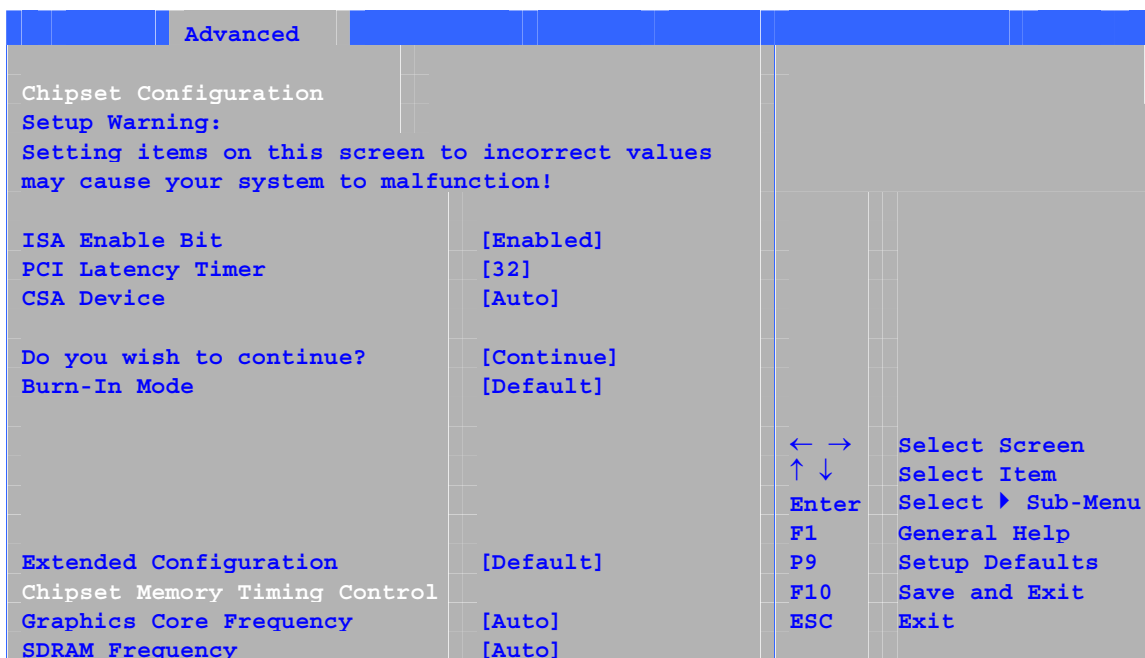 Advanced
Chipset Configuration
Setup Warning:
Setting items on this screen to incorrect values
may cause your system to malfunction!
ISA Enable Bit [Enabled]
PCI Latency Timer [32]
CSA Device [Auto]
Do you wish to continue? [Continue]
Burn-In Mode [Default]
Extended Configuration [Default]
Chipset Memory Timing Control
Graphics Core Frequency [Auto]
SDRAM Frequency [Auto]
← → Select Screen
↑ ↓ Select Item
Enter Select ▶ Sub-Menu
F1 General Help
P9 Setup Defaults
F10 Save and Exit
ESC Exit